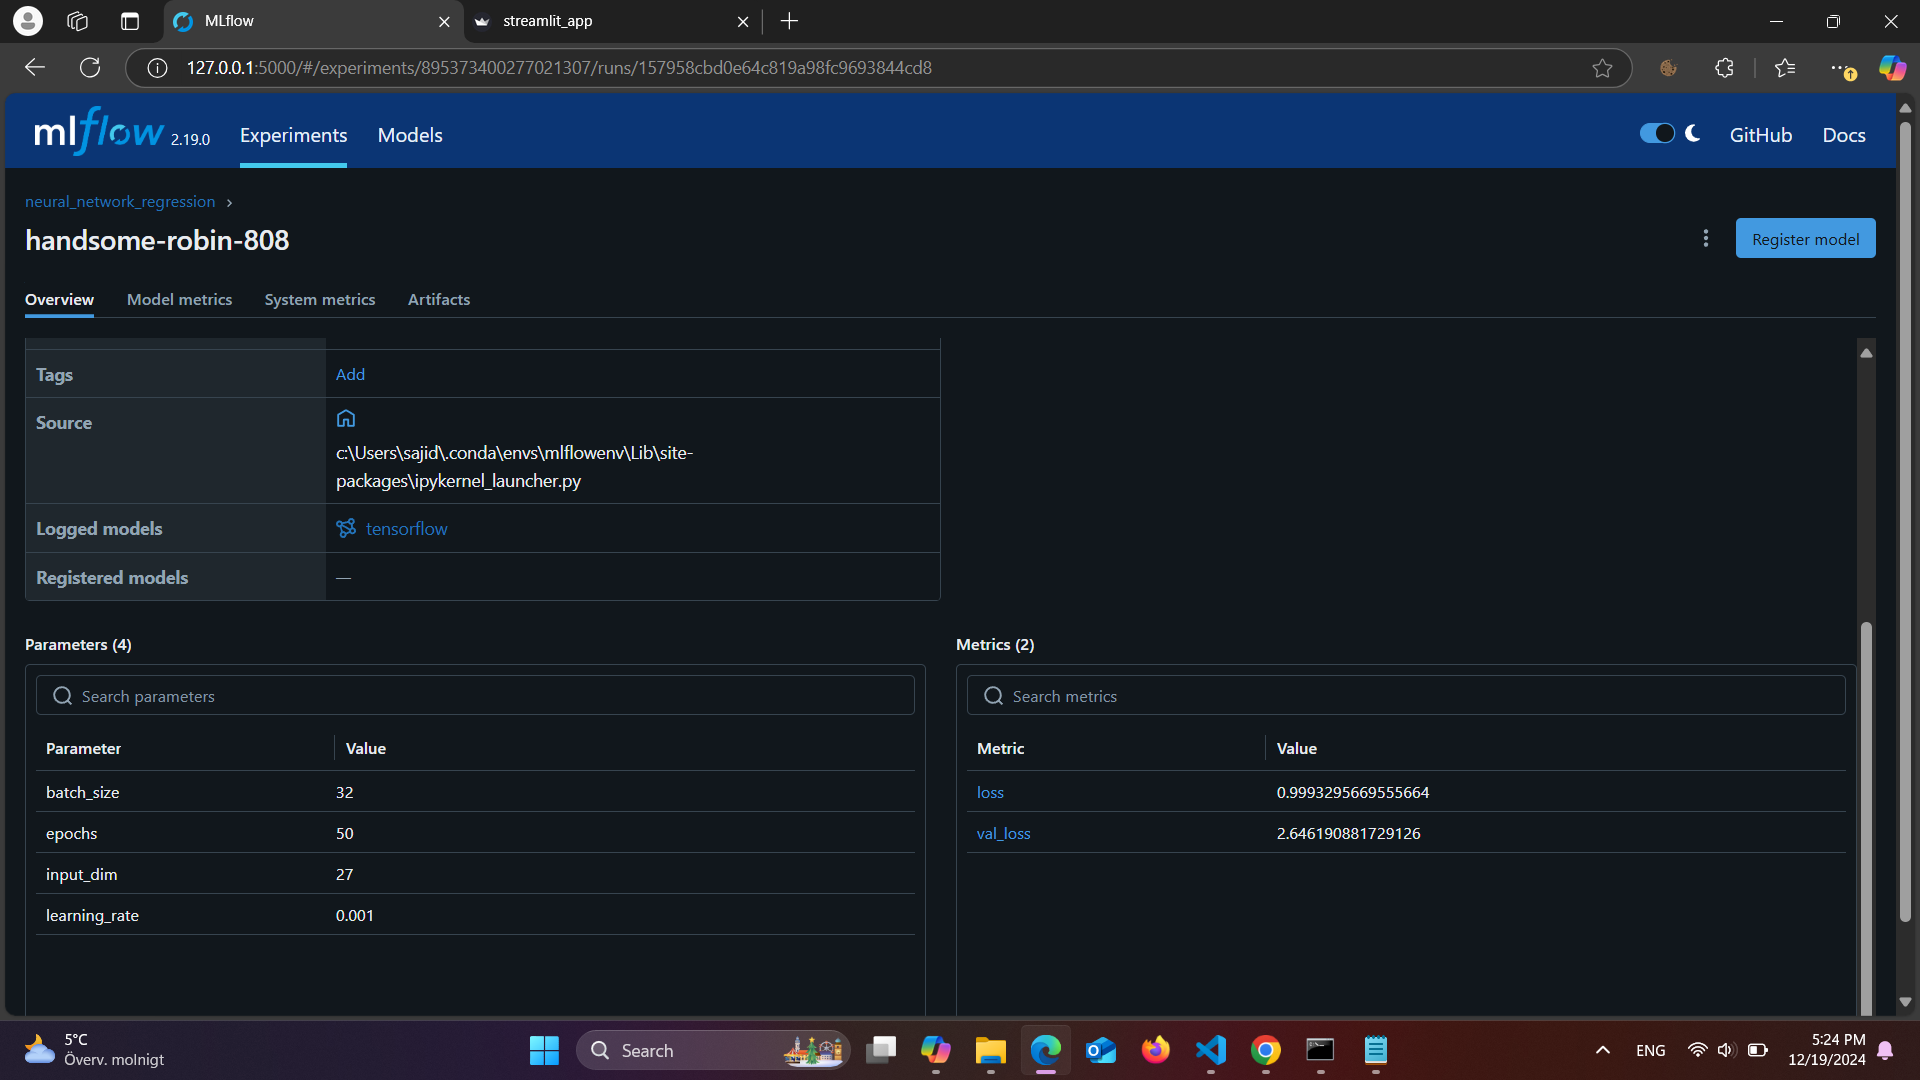 MLflow
streamlit_app
127.0.0.1:5000/#/experiments/895373400277021307/runs/157958cbd0e64c819a98fc9693844cd8
mlflow 2.19.0
Experiments
Models
GitHub
Docs
neural_network_regression
handsome-robin-808
Register model
Overview
Model metrics
System metrics
Artifacts
Tags
Add
Source
c:\Users\sajid\.conda\envs\mlflowenv\Lib\site-
packages\ipykernel_launcher.py
Logged models
tensorflow
Registered models
—
Parameters (4)
Search parameters
Parameter Value
batch_size 32
epochs 50
input_dim 27
learning_rate 0.001
Metrics (2)
Search metrics
Metric Value
loss 0.9993295669555664
val_loss 2.646190881729126
5°C
Överv. molnigt
Search
ENG
5:24 PM
12/19/2024